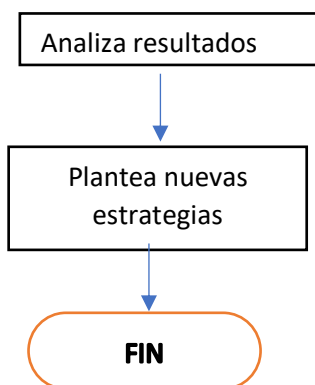 Analiza resultados
Plantea nuevas
estrategias
FIN